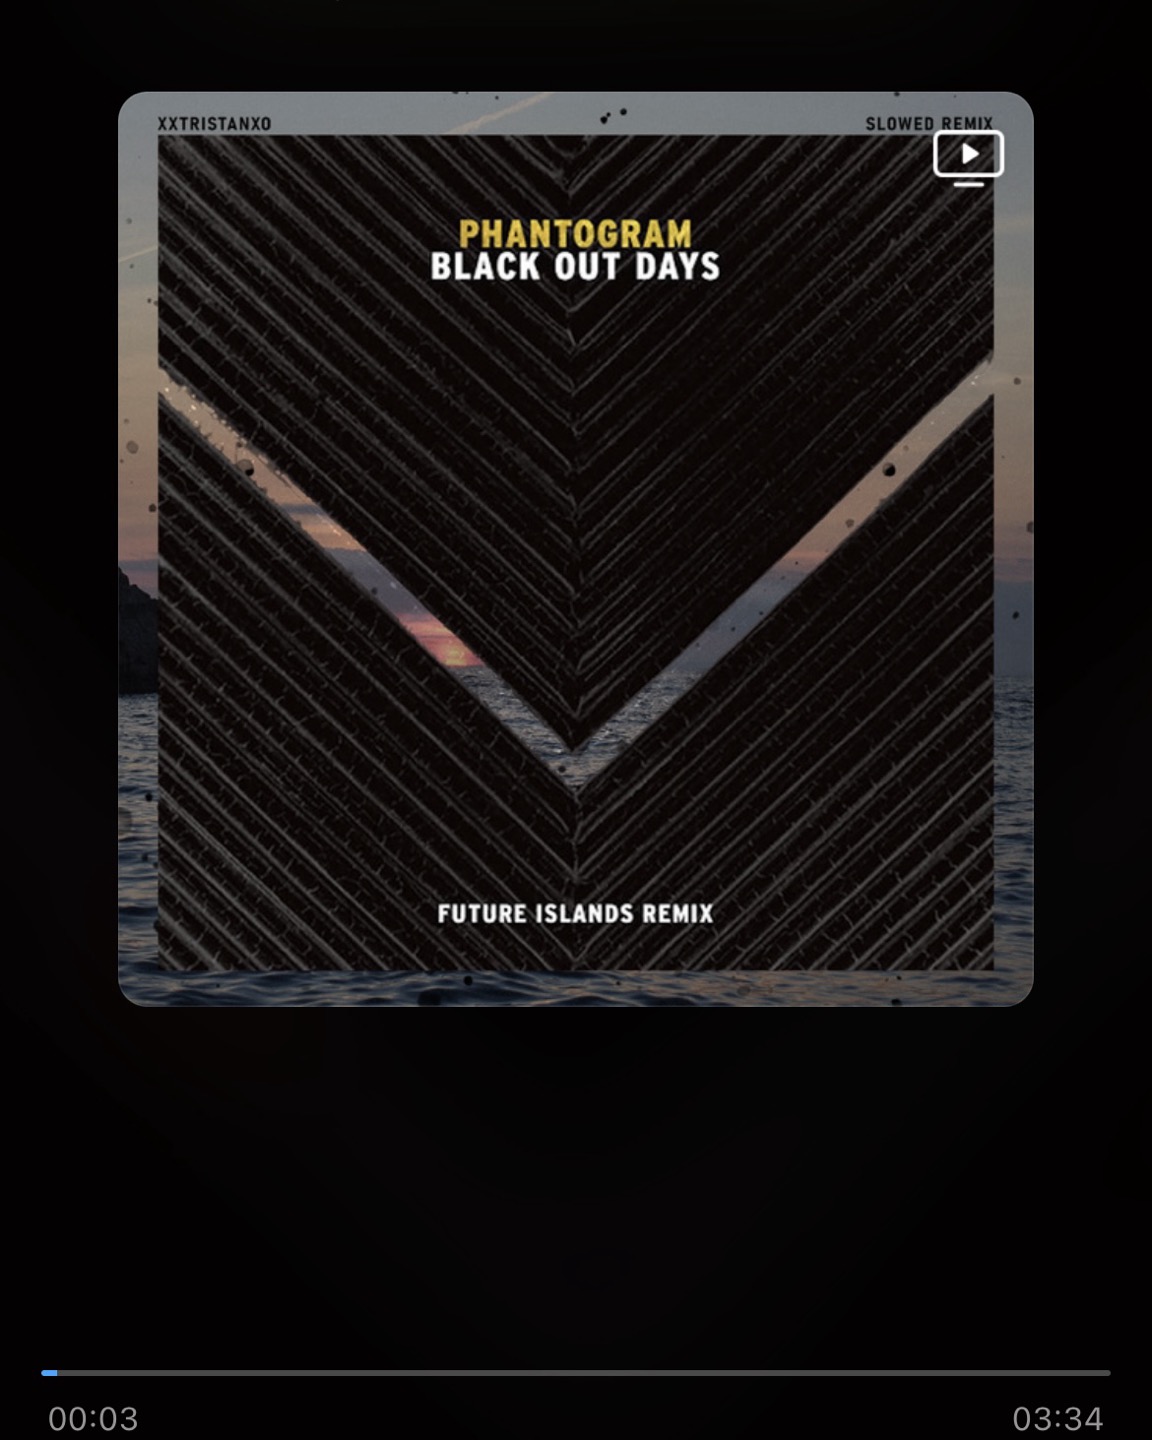 XXTRISTANXO
SLOWED REMIX
PHANTOGRAM
BLACK OUT DAYS
FUTURE ISLANDS REMIX
00:03
03:34